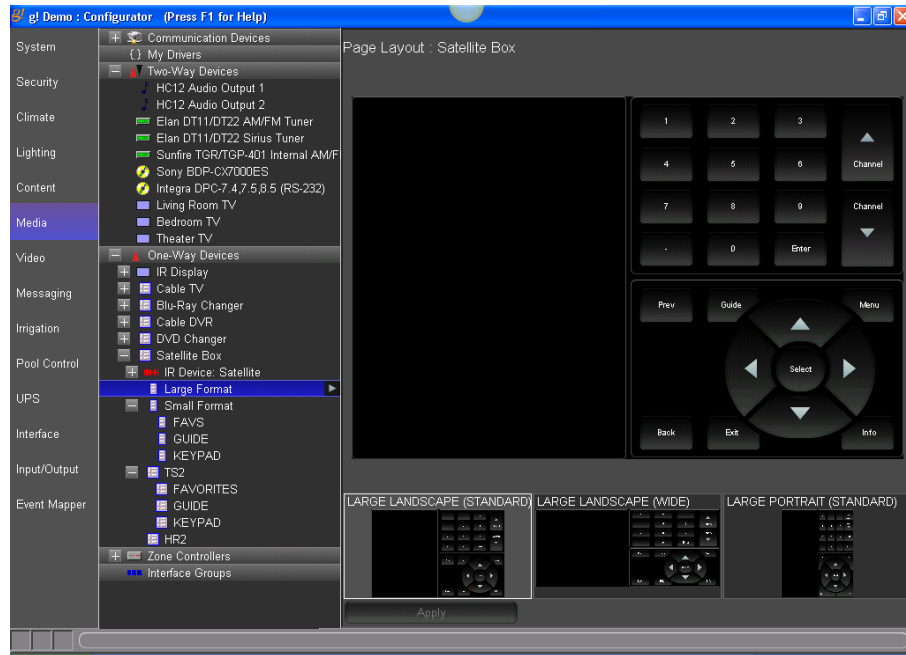 g! Demo : Configurator (Press F1 for Help)
System
Security
Climate
Lighting
Content
Media
Video
Messaging
Irrigation
Pool Control
UPS
Interface
Input/Output
Event Mapper
Communication Devices
{} My Drivers
Two-Way Devices
HC12 Audio Output 1
HC12 Audio Output 2
Elan DT11/DT22 AM/FM Tuner
Elan DT11/DT22 Sirius Tuner
Sunfire TGR/TGP-401 Internal AM/F
Sony BDP-CX7000ES
Integra DPC-7.4,7.5,8.5 (RS-232)
Living Room TV
Bedroom TV
Theater TV
One-Way Devices
IR Display
Cable TV
Blu-Ray Changer
Cable DVR
DVD Changer
Satellite Box
IR Device: Satellite
Large Format
Small Format
FAVS
GUIDE
KEYPAD
TS2
FAVORITES
GUIDE
KEYPAD
HR2
Zone Controllers
Interface Groups
Page Layout : Satellite Box
1 2 3
4 5 6 Channel
7 8 9 Channel
- 0 Enter
Prev Guide Menu
Select
Back Exit Info
LARGE LANDSCAPE (STANDARD) LARGE LANDSCAPE (WIDE) LARGE PORTRAIT (STANDARD)
Apply